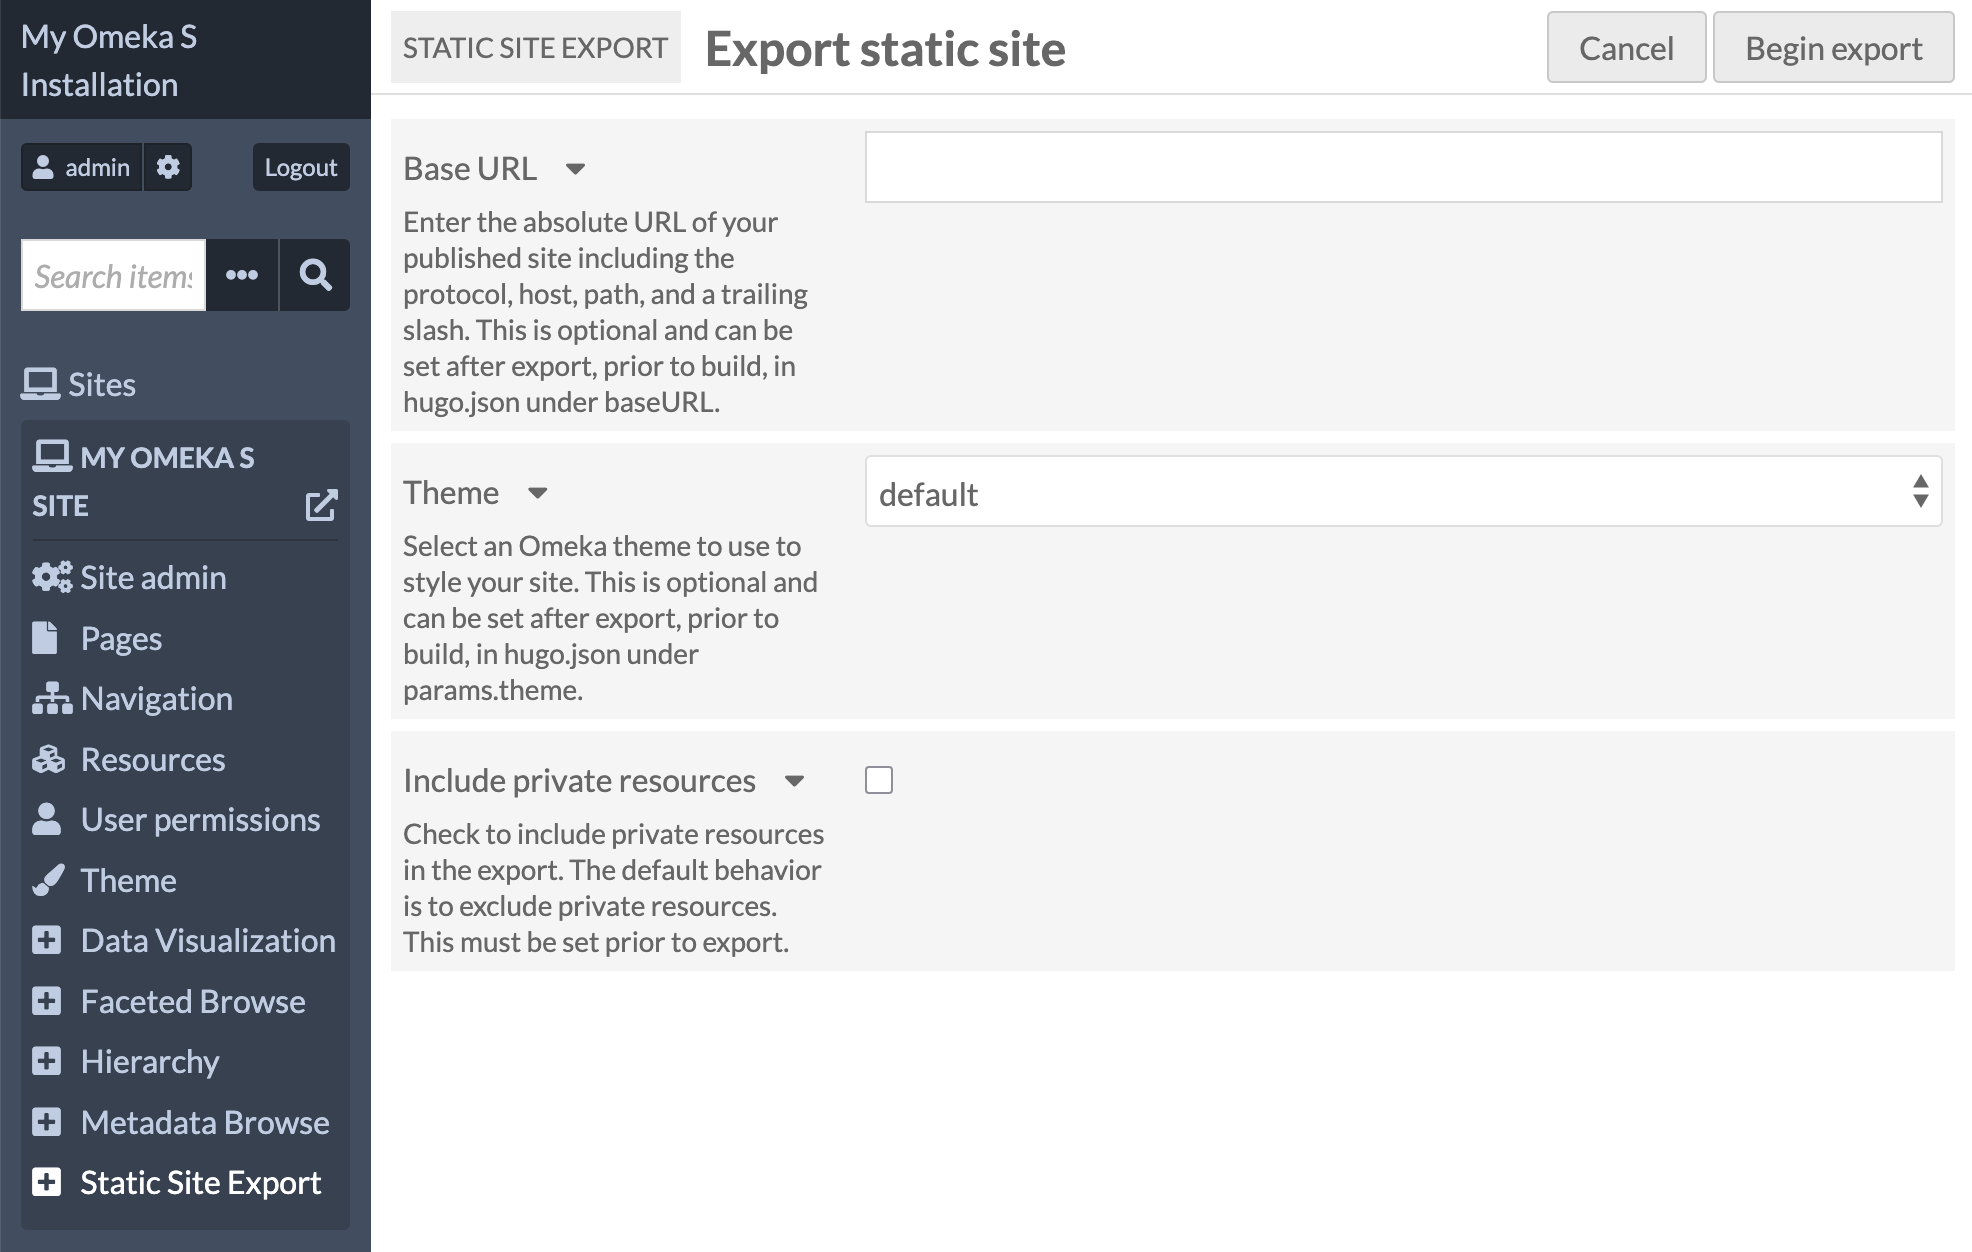 My Omeka S
Installation
admin
Logout
Search items
Sites
MY OMEKA S
SITE
Site admin
Pages
Navigation
Resources
User permissions
Theme
Data Visualization
Faceted Browse
Hierarchy
Metadata Browse
Static Site Export
STATIC SITE EXPORT
Export static site
Cancel
Begin export
Base URL
Enter the absolute URL of your
published site including the
protocol, host, path, and a trailing
slash. This is optional and can be
set after export, prior to build, in
hugo.json under baseURL.
Theme
default
Select an Omeka theme to use to
style your site. This is optional and
can be set after export, prior to
build, in hugo.json under
params.theme.
Include private resources
Check to include private resources
in the export. The default behavior
is to exclude private resources.
This must be set prior to export.